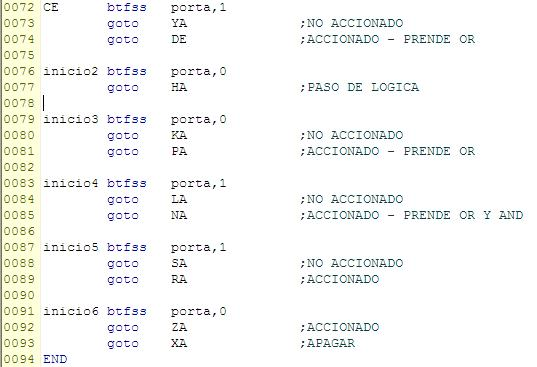 0072 CE btfss porta,1
0073 goto YA ;NO ACCIONADO
0074 goto DE ;ACCIONADO - PRENDE OR
0075
0076 inicio2 btfss porta,0
0077 goto HA ;PASO DE LOGICA
0078
0079 inicio3 btfss porta,0
0080 goto KA ;NO ACCIONADO
0081 goto PA ;ACCIONADO - PRENDE OR
0082
0083 inicio4 btfss porta,1
0084 goto LA ;NO ACCIONADO
0085 goto NA ;ACCIONADO - PRENDE OR Y AND
0086
0087 inicio5 btfss porta,1
0088 goto SA ;NO ACCIONADO
0089 goto RA ;ACCIONADO
0090
0091 inicio6 btfss porta,0
0092 goto ZA ;ACCIONADO
0093 goto XA ;APAGAR
0094 END